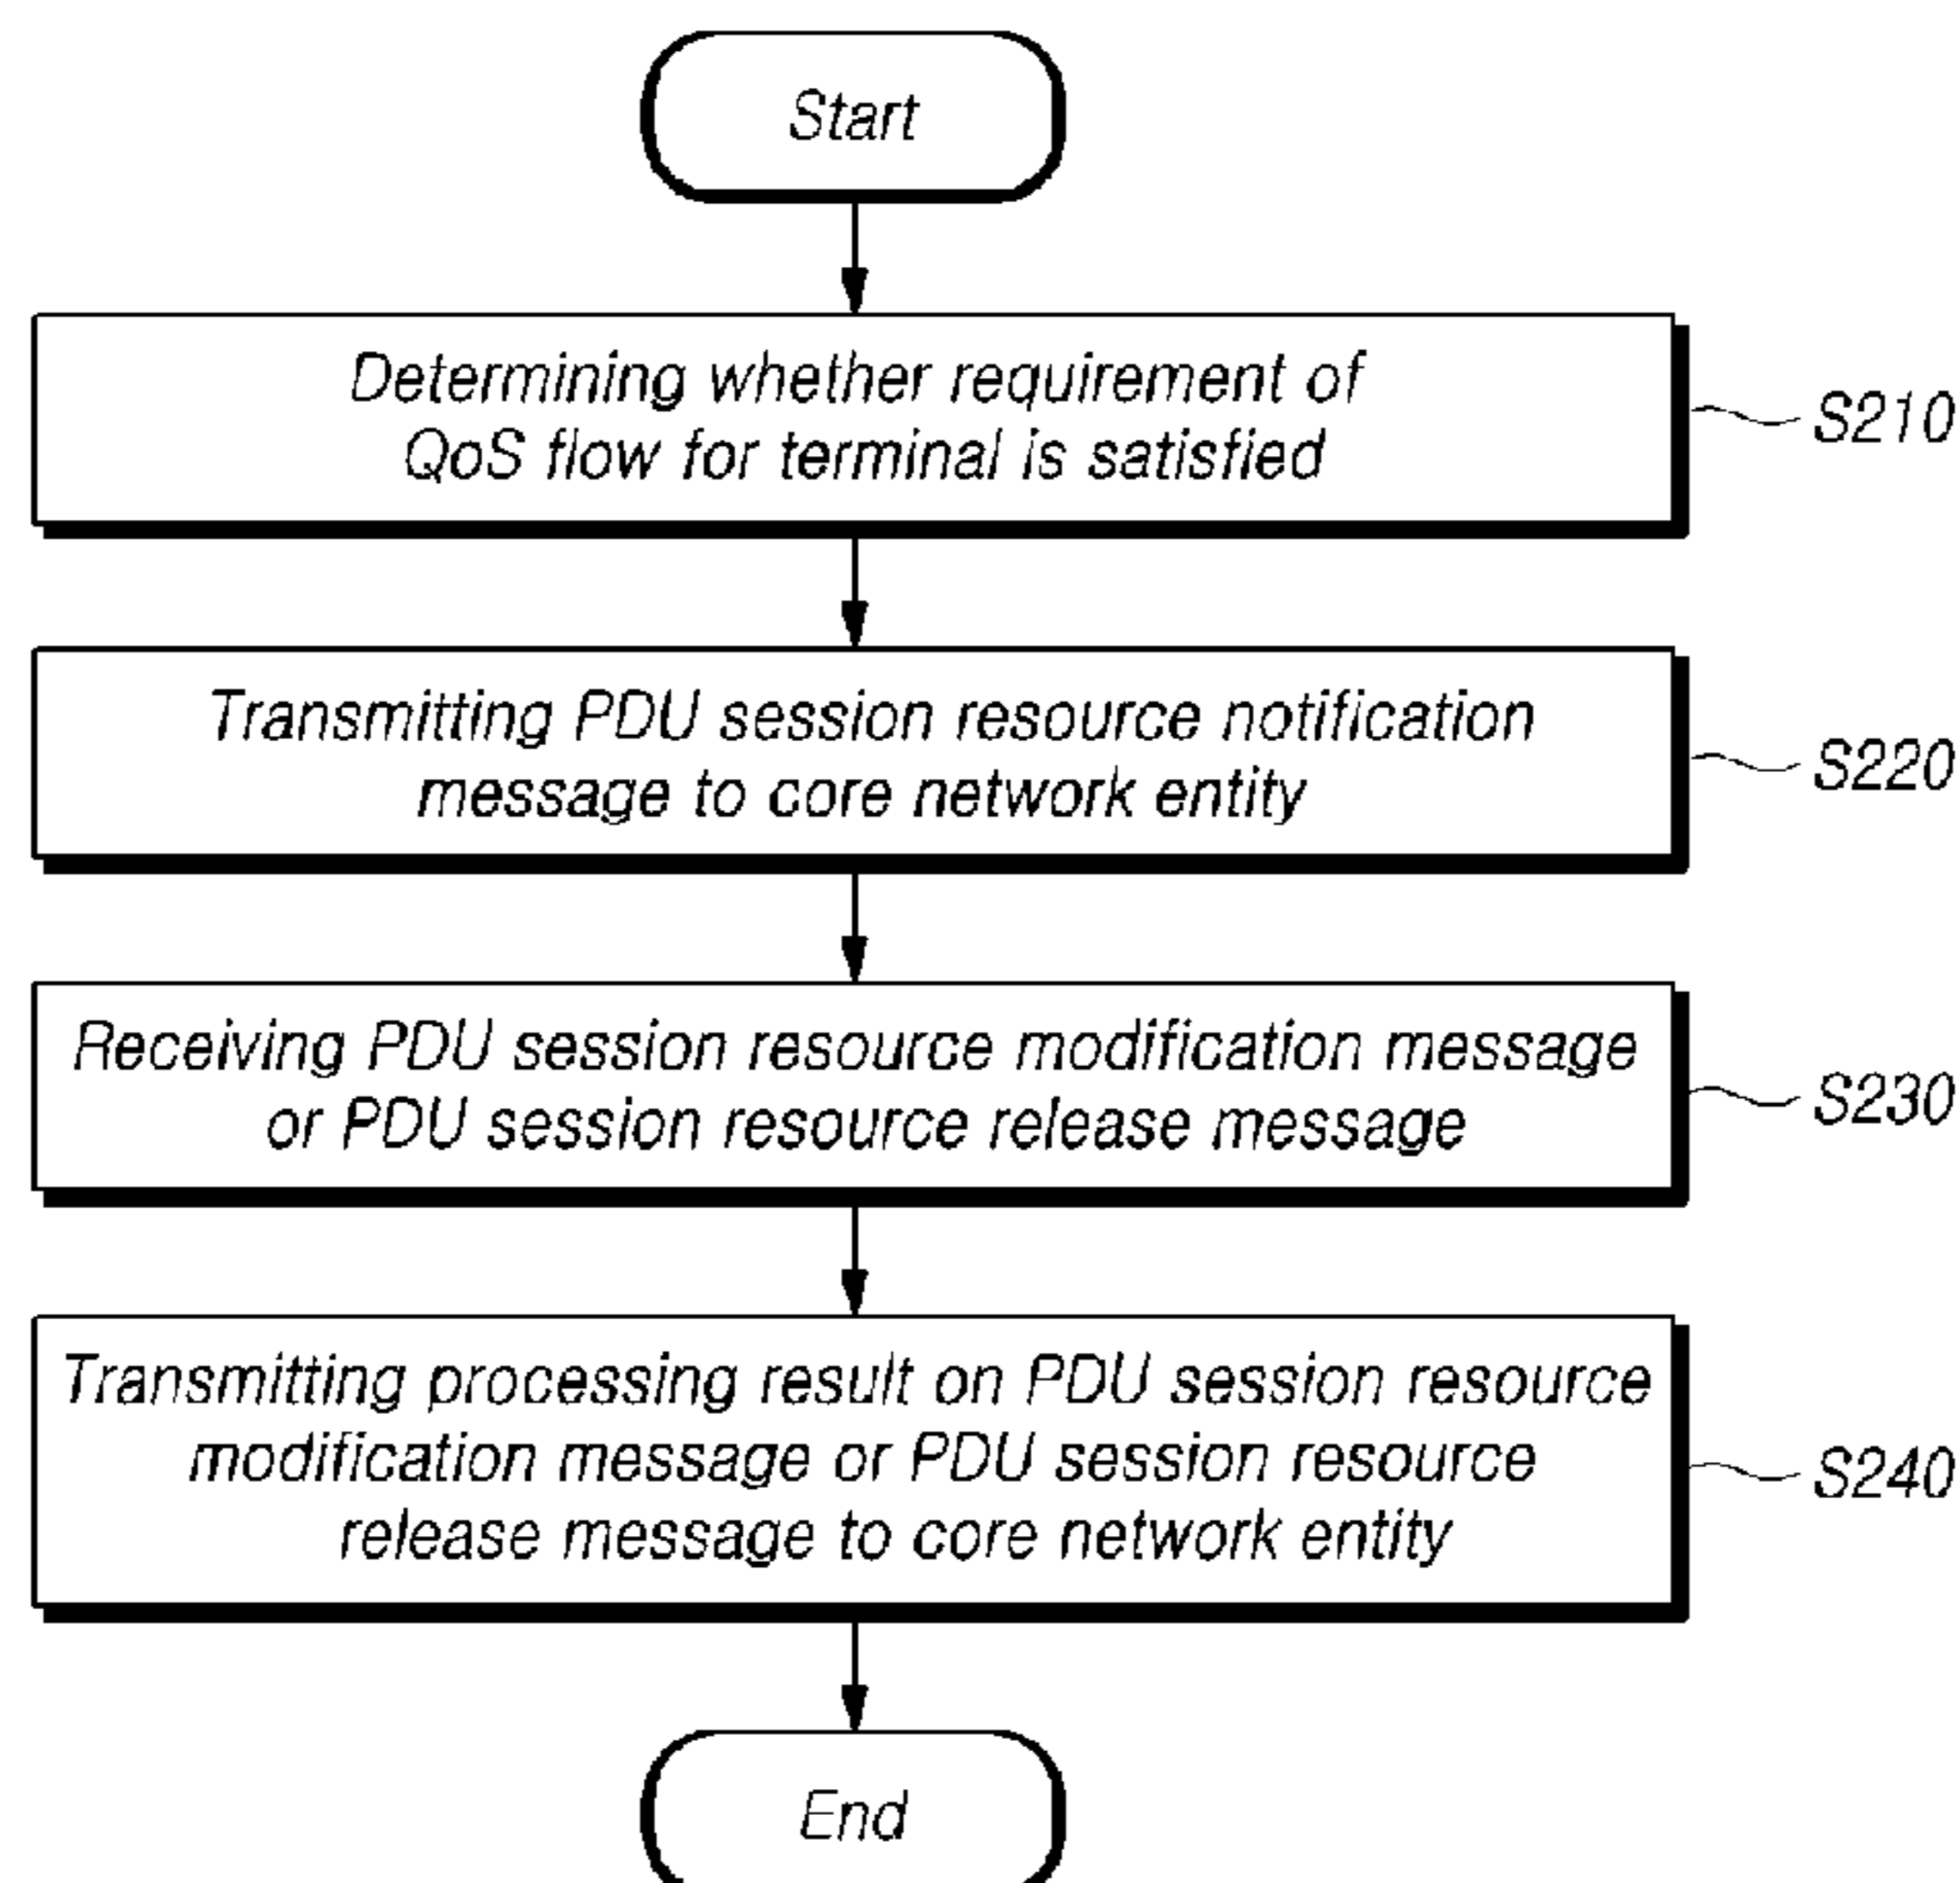 Start
Determining whether requirement of
QoS flow for terminal is satisfied
S210
Transmitting PDU session resource notification
message to core network entity
S220
Receiving PDU session resource modification message
or PDU session resource release message
S230
Transmitting processing result on PDU session resource
modification message or PDU session resource
release message to core network entity
S240
End